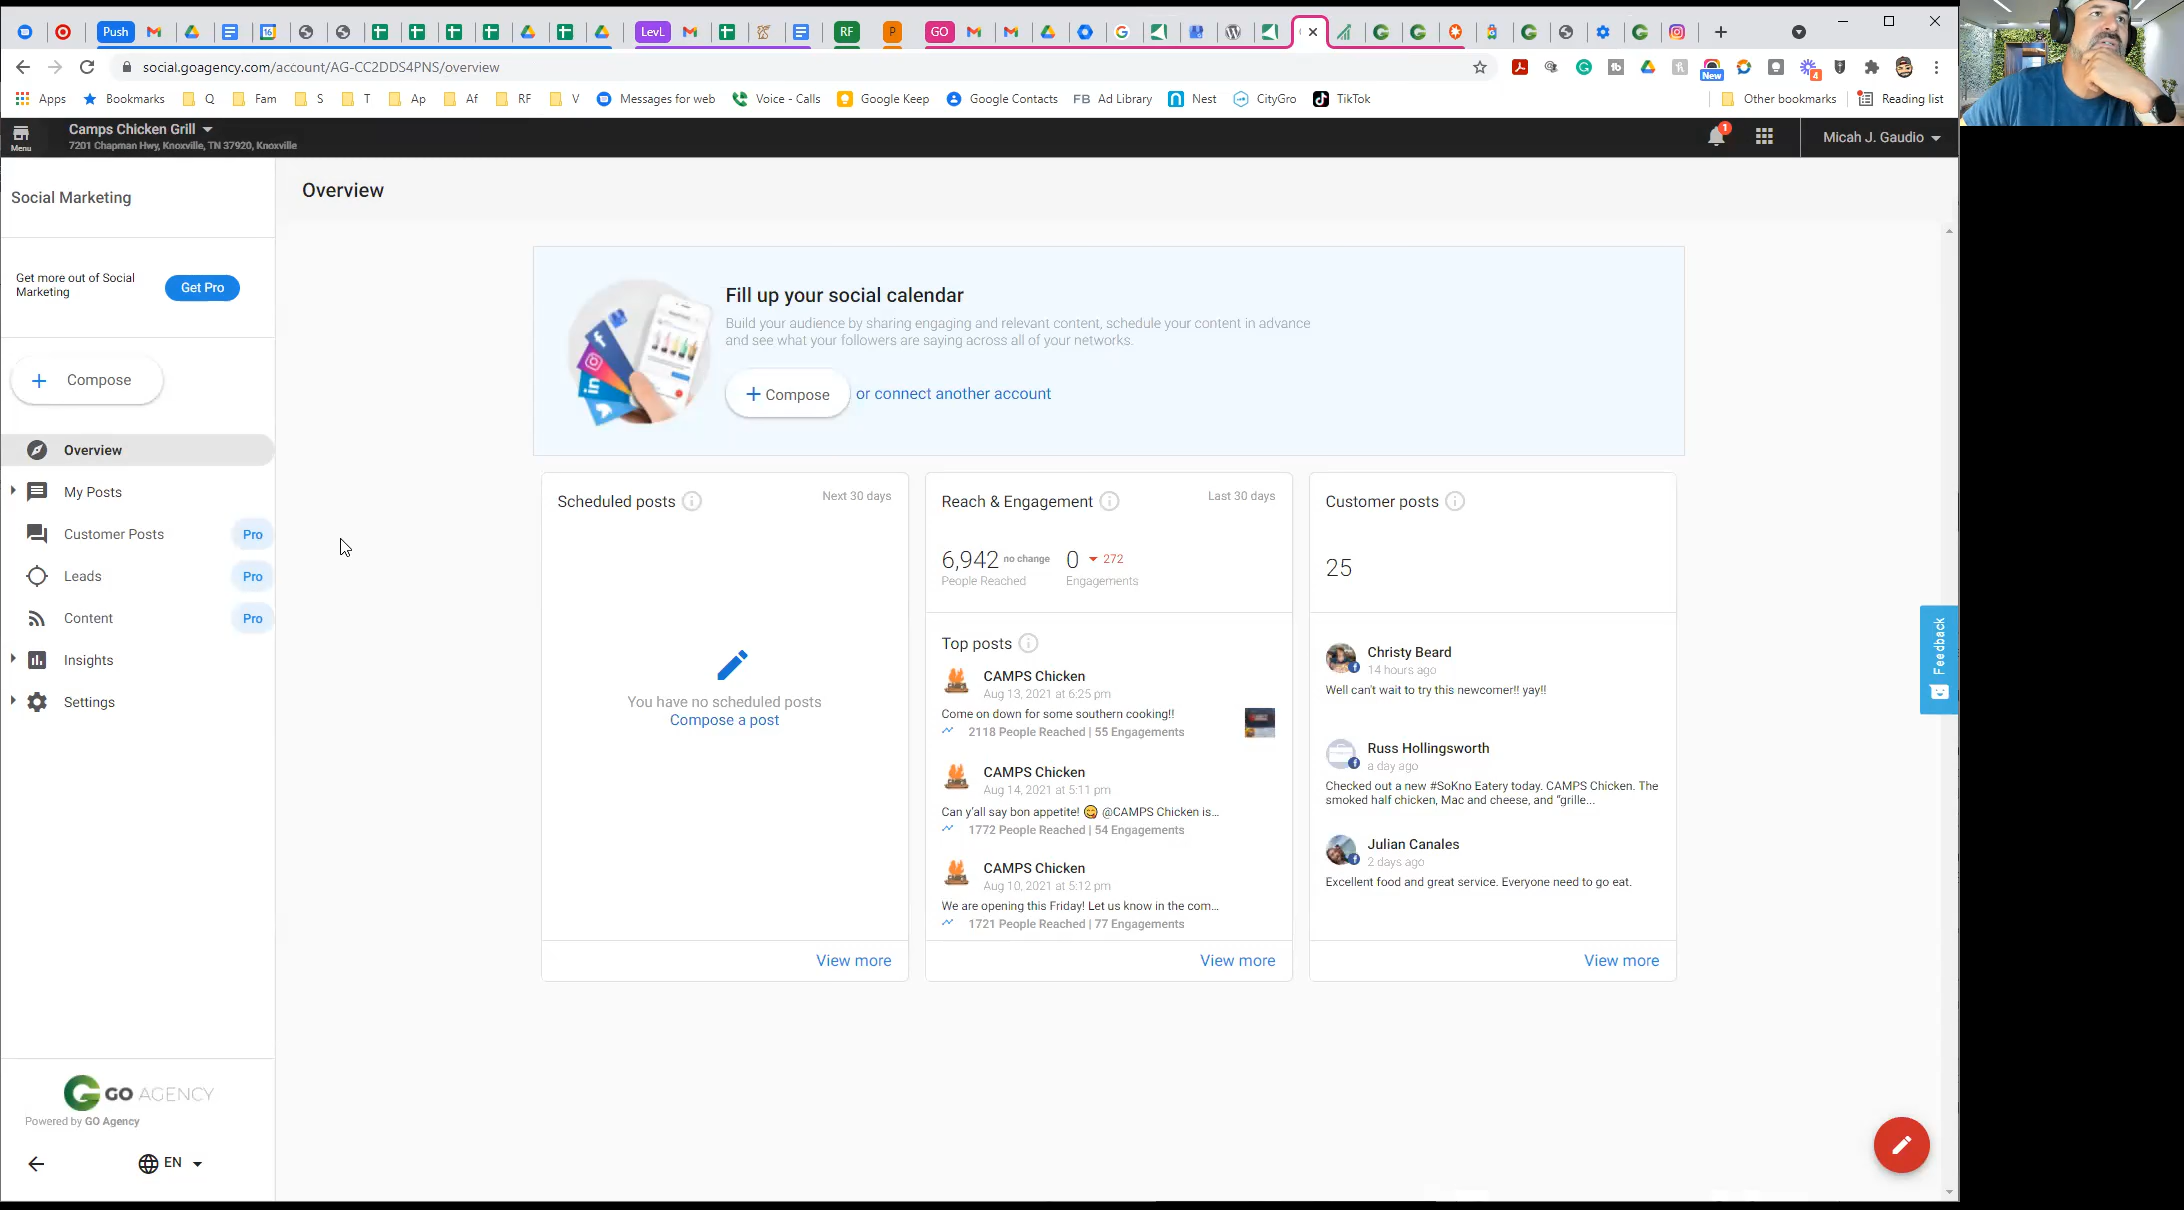 Push
16
LevL
RF
P
GO
social.goagency.com/account/AG-CC2DDS4PNS/overview
New
4
Apps
Bookmarks
Q
Fam
S
T
Ap
Af
RF
V
Messages for web
Voice - Calls
Google Keep
Google Contacts
FB Ad Library
Nest
CityGro
TikTok
Other bookmarks
Reading list
Menu
Camps Chicken Grill
7201 Chapman Hwy, Knoxville, TN 37920, Knoxville
1
Micah J. Gaudio
Social Marketing
Overview
Get more out of Social
Marketing
Get Pro
Compose
Overview
My Posts
Customer Posts Pro
Leads Pro
Content Pro
Insights
Settings
GO AGENCY
Powered by GO Agency
EN
Fill up your social calendar
Build your audience by sharing engaging and relevant content, schedule your content in advance
and see what your followers are saying across all of your networks.
+ Compose or connect another account
Scheduled posts
Next 30 days
You have no scheduled posts
Compose a post
View more
Reach & Engagement
Last 30 days
6,942 no change
People Reached
0 272
Engagements
Top posts
CAMPS Chicken
Aug 13, 2021 at 6:25 pm
Come on down for some southern cooking!!
2118 People Reached | 55 Engagements
CAMPS Chicken
Aug 14, 2021 at 5:11 pm
Can y'all say bon appetite! 😋 @CAMPS Chicken is...
1772 People Reached | 54 Engagements
CAMPS Chicken
Aug 10, 2021 at 5:12 pm
We are opening this Friday! Let us know in the com...
1721 People Reached | 77 Engagements
View more
Customer posts
25
Christy Beard
14 hours ago
Well can't wait to try this newcomer!! yay!!
Russ Hollingsworth
a day ago
Checked out a new #SoKno Eatery today. CAMPS Chicken. The
smoked half chicken, Mac and cheese, and “grille...
Julian Canales
2 days ago
Excellent food and great service. Everyone need to go eat.
View more
Feedback